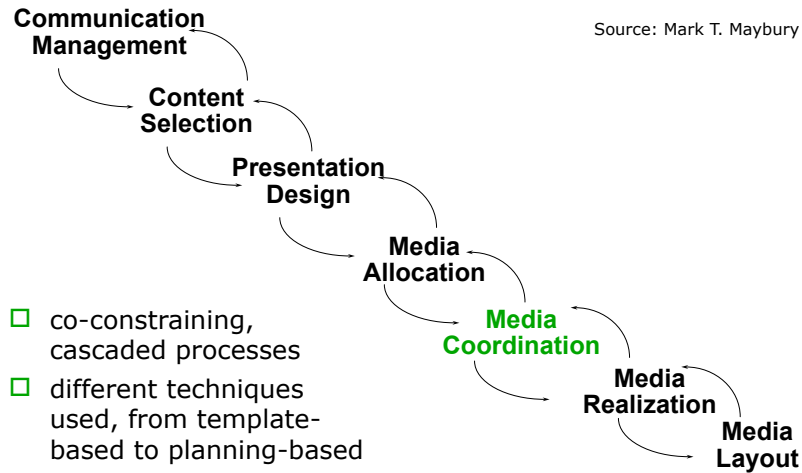 Communication
Management
Source: Mark T. Maybury
Content
Selection
Presentation
Design
Media
Allocation
Media
Coordination
Media
Realization
Media
Layout
co-constraining,
cascaded processes
different techniques
used, from template-
based to planning-based